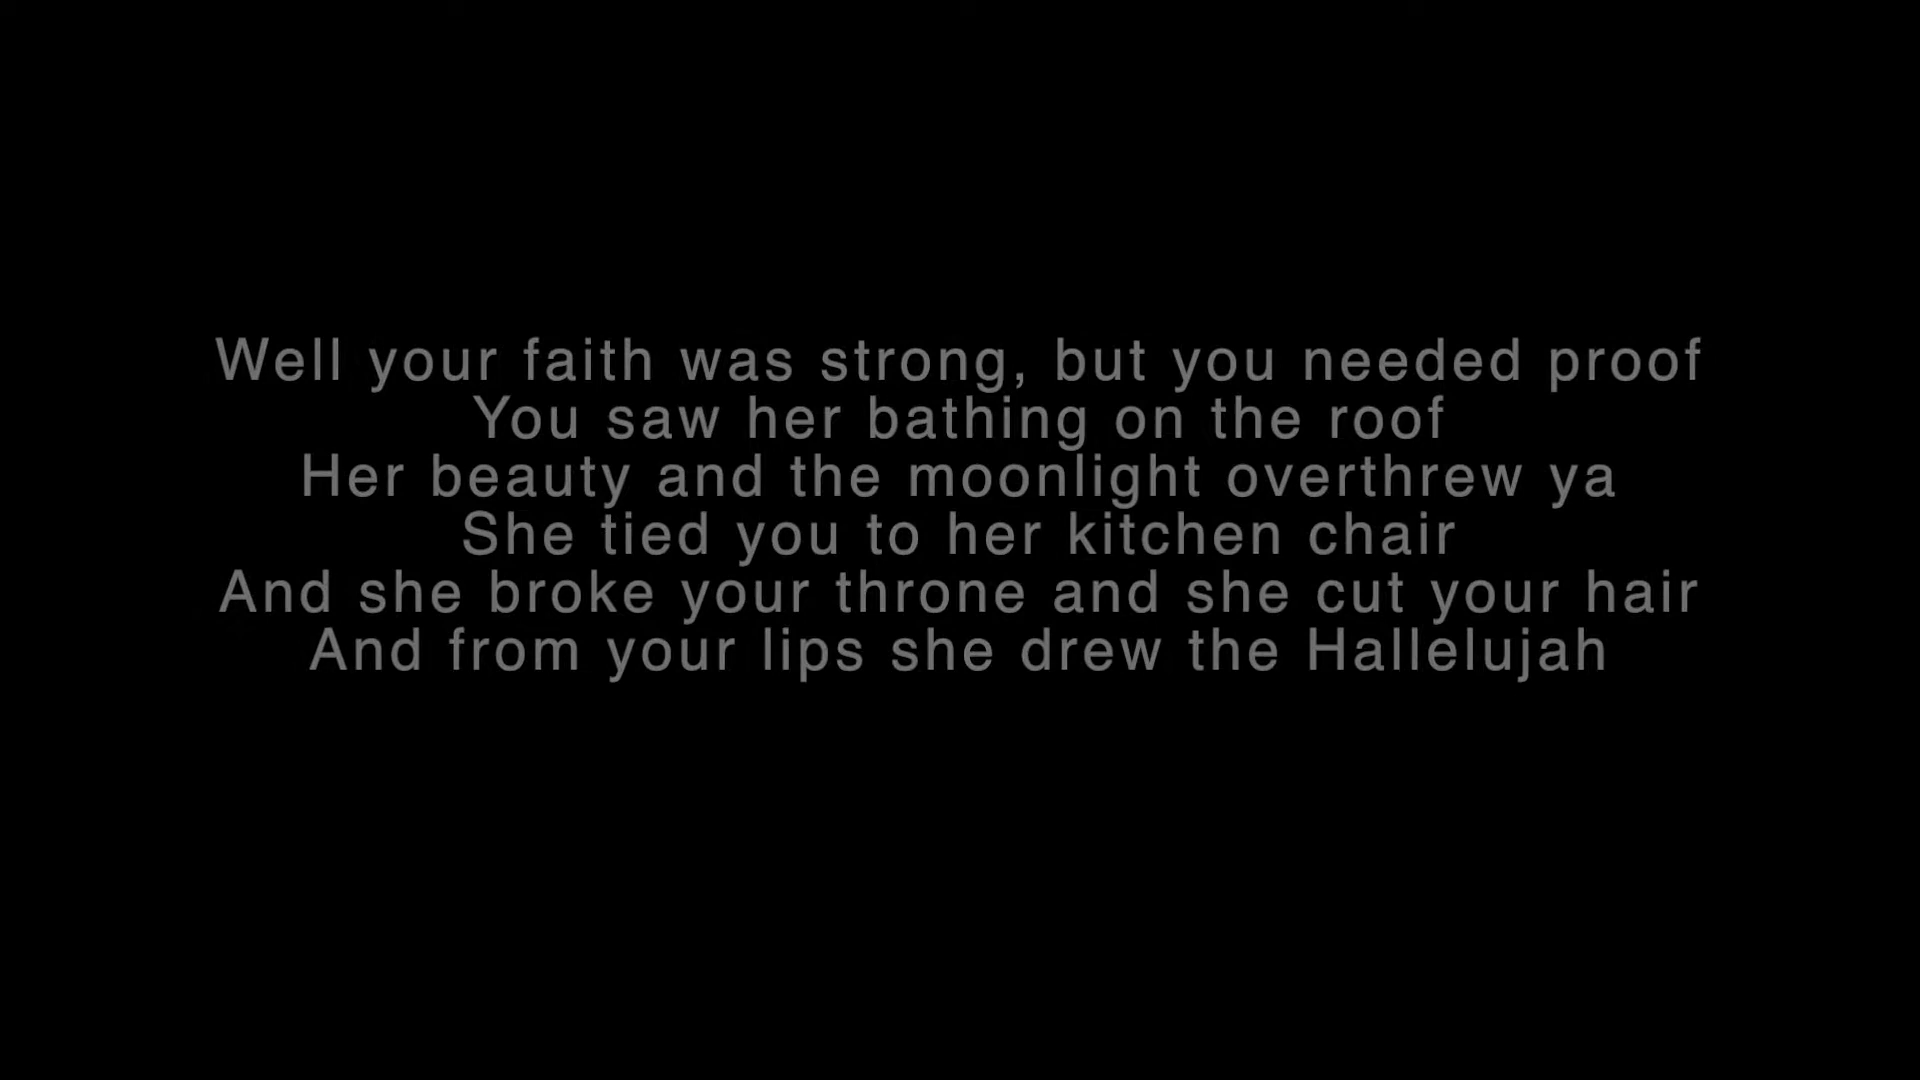 Well your faith was strong, but you needed proof
You saw her bathing on the roof
Her beauty and the moonlight overthrew ya
She tied you to her kitchen chair
And she broke your throne and she cut your hair
And from your lips she drew the Hallelujah